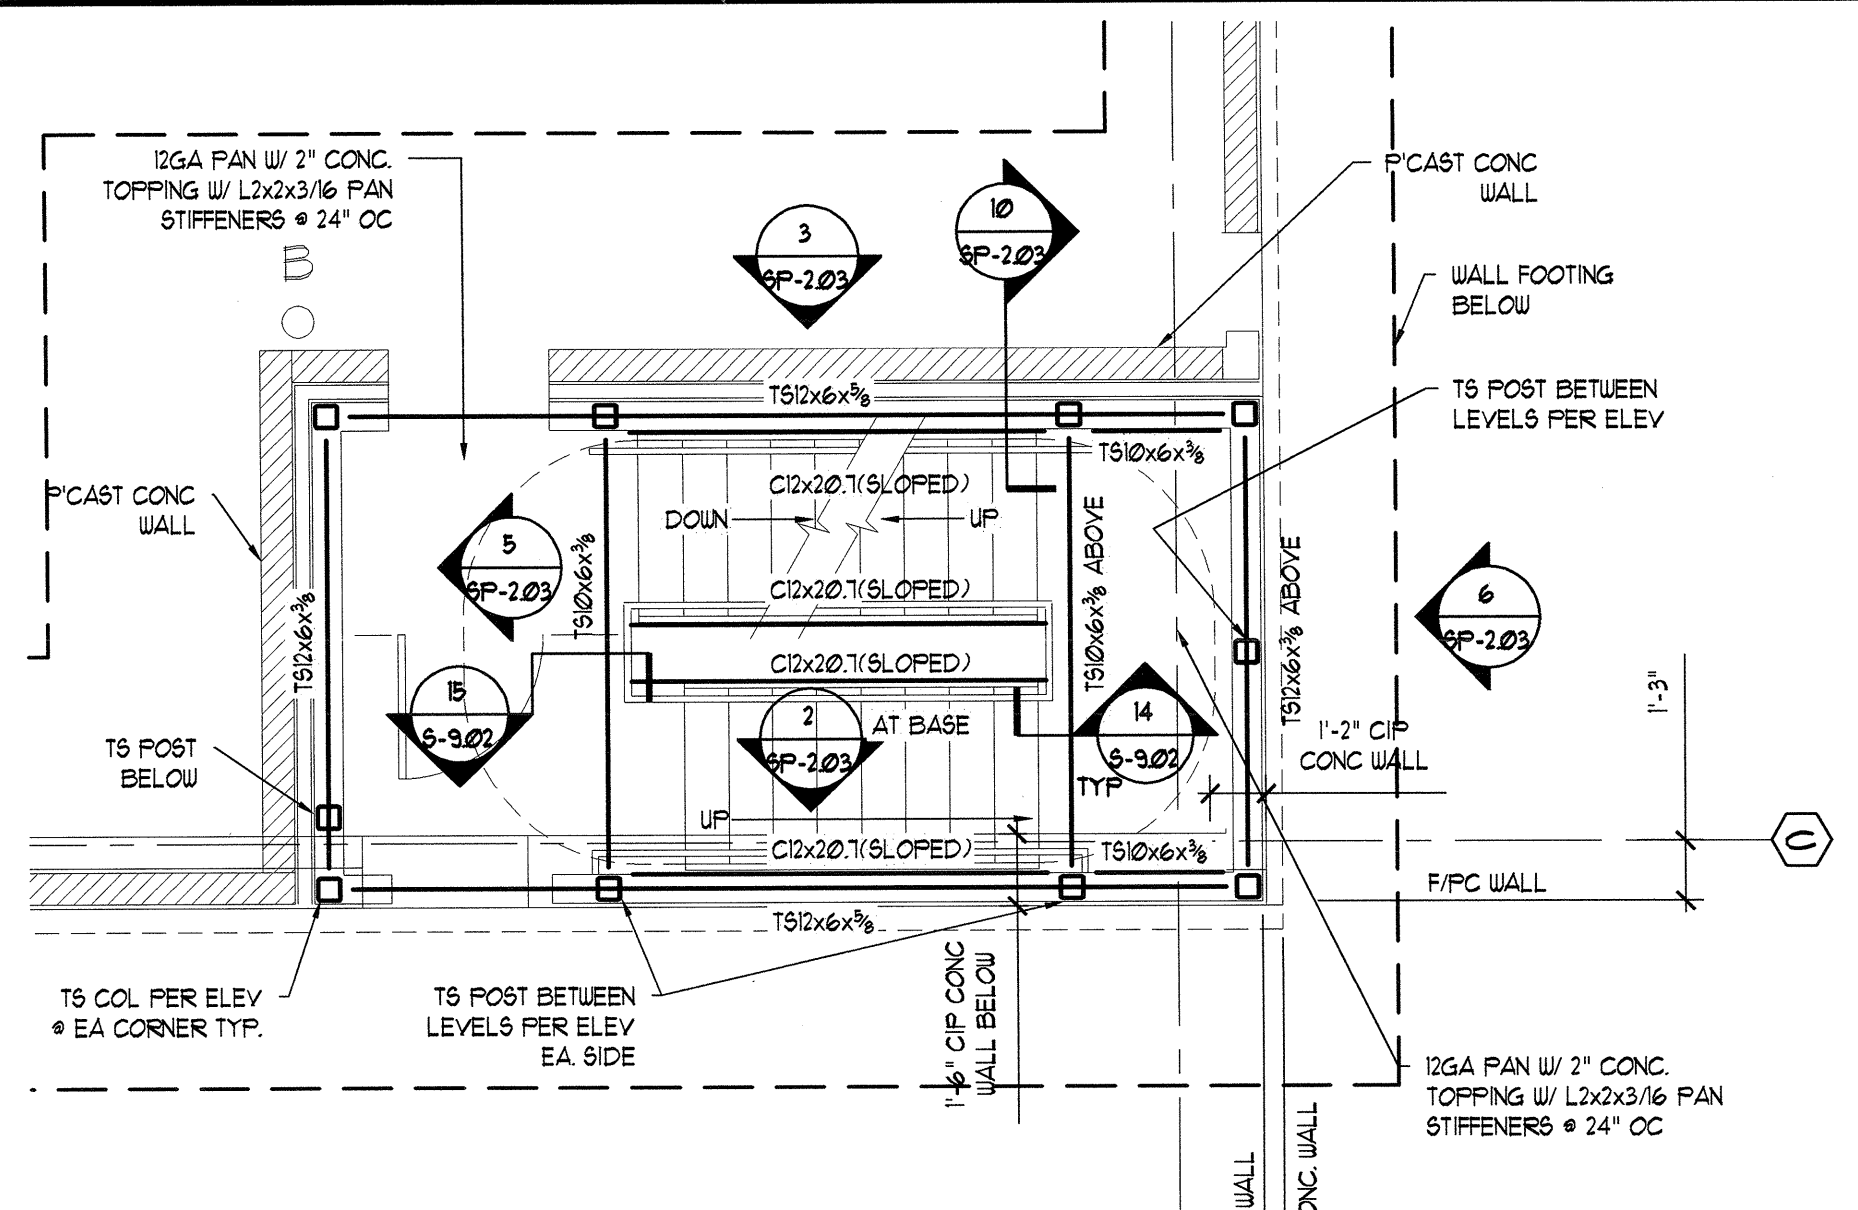 12GA PAN W/ 2" CONC.
TOPPING W/ L2x2x3/16 PAN
STIFFENERS @ 24" OC
B
3
SP-2.03
10
SP-2.03
P'CAST CONC
WALL
WALL FOOTING
BELOW
TS POST BETWEEN
LEVELS PER ELEV
TS12x6x5/8
TS10x6x3/8
P'CAST CONC
WALL
C12x20.7(SLOPED)
DOWN
UP
5
SP-2.03
TS10x6x3/8
TS10x6x3/8 ABOVE
TS12x6x3/8 ABOVE
6
SP-2.03
C12x20.7(SLOPED)
TS12x6x3/8
C12x20.7(SLOPED)
15
S-9.02
2
SP-2.03
AT BASE
14
S-9.02
TYP
1'-2" CIP
CONC WALL
1'-3"
TS POST
BELOW
UP
C12x20.7(SLOPED)
TS10x6x3/8
C
F/PC WALL
TS12x6x5/8
TS COL PER ELEV
@ EA CORNER TYP.
TS POST BETWEEN
LEVELS PER ELEV
EA. SIDE
1'-6" CIP CONC
WALL BELOW
12GA PAN W/ 2" CONC.
TOPPING W/ L2x2x3/16 PAN
STIFFENERS @ 24" OC
WALL
ONC. WALL